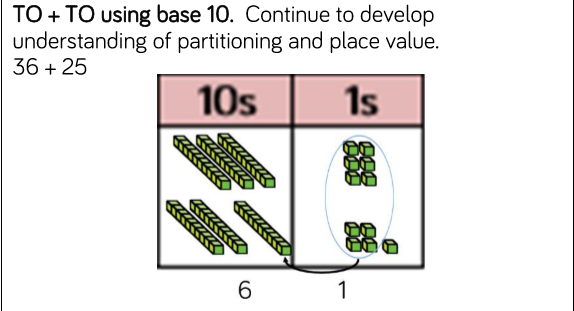 TO + TO using base 10. Continue to develop
understanding of partitioning and place value.
36 + 25
10s 1s
6 1